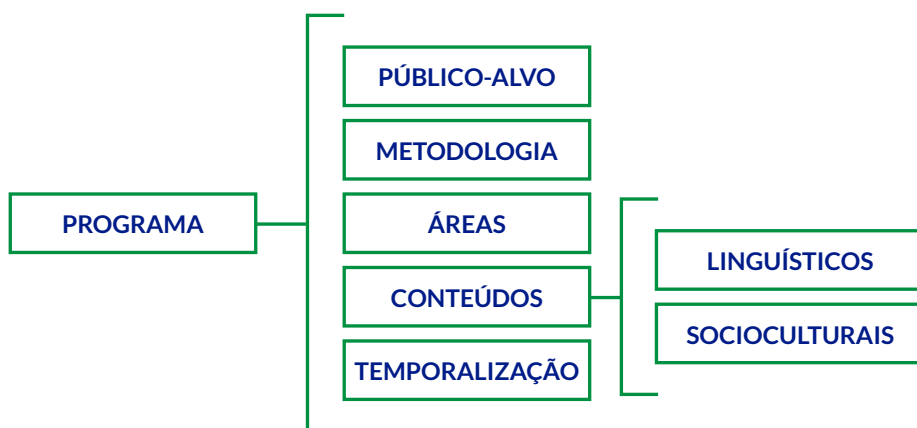 PÚBLICO-ALVO
METODOLOGIA
PROGRAMA
ÁREAS
CONTEÚDOS
TEMPORALIZAÇÃO
LINGUÍSTICOS
SOCIOCULTURAIS